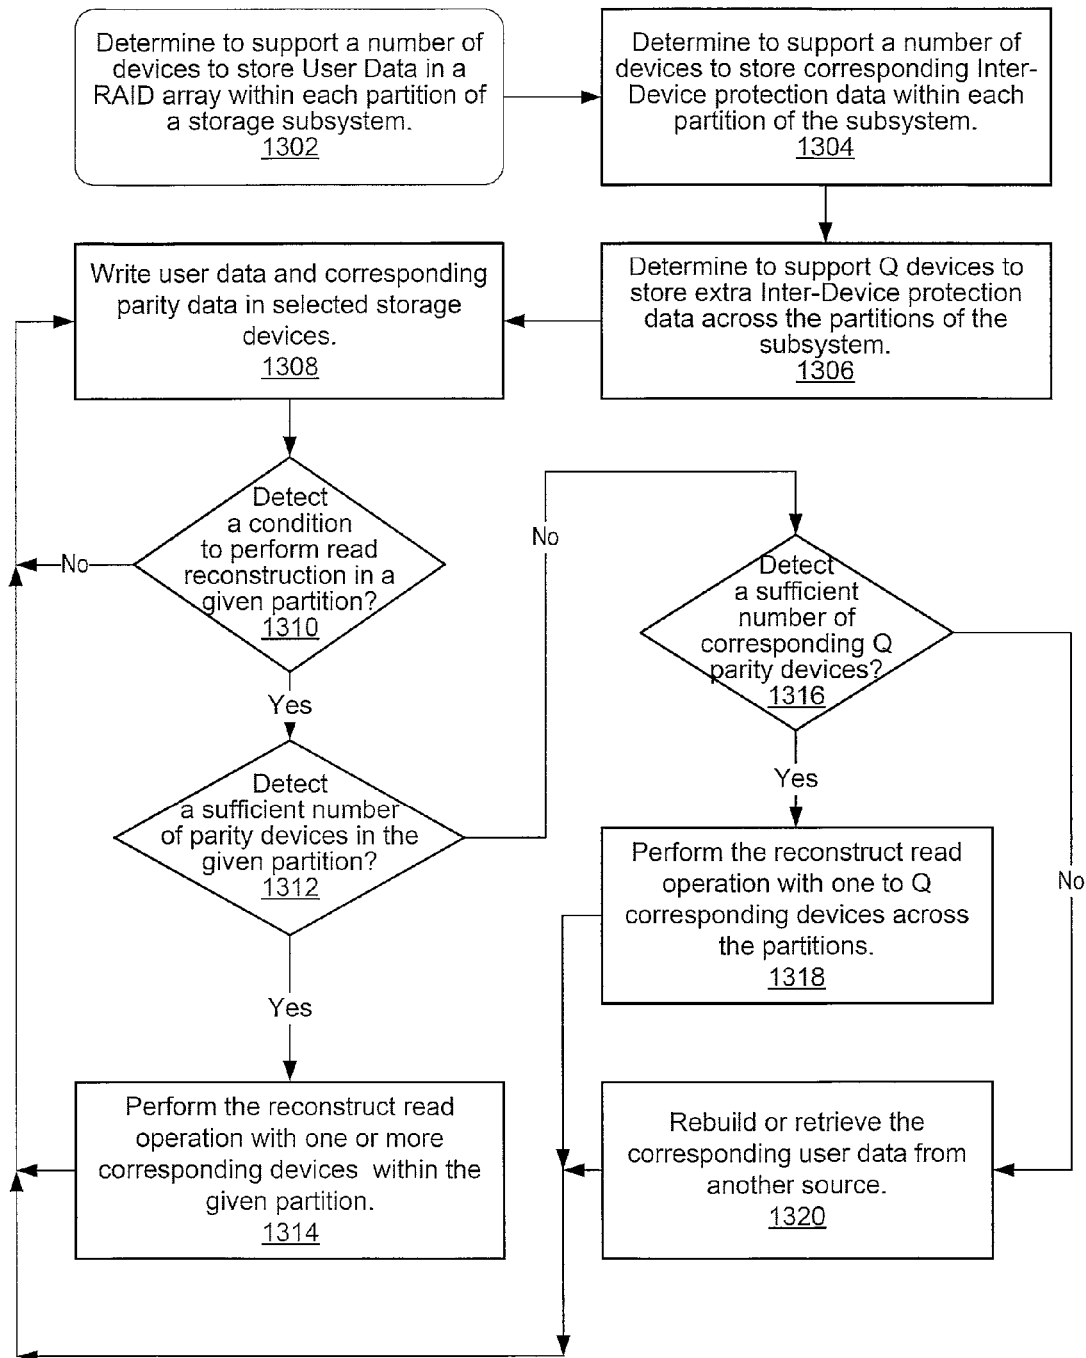 Determine to support a number of
devices to store User Data in a
RAID array within each partition of
a storage subsystem.
1302
Determine to support a number of
devices to store corresponding Inter-
Device protection data within each
partition of the subsystem.
1304
Determine to support Q devices to
store extra Inter-Device protection
data across the partitions of the
subsystem.
1306
Write user data and corresponding
parity data in selected storage
devices.
1308
Detect
a condition
to perform read
reconstruction in a
given partition?
1310
No
Yes
Detect
a sufficient number
of parity devices in the
given partition?
1312
No
Yes
Perform the reconstruct read
operation with one or more
corresponding devices within the
given partition.
1314
Detect
a sufficient
number of
corresponding Q
parity devices?
1316
Yes
No
Perform the reconstruct read
operation with one to Q
corresponding devices across
the partitions.
1318
Rebuild or retrieve the
corresponding user data from
another source.
1320